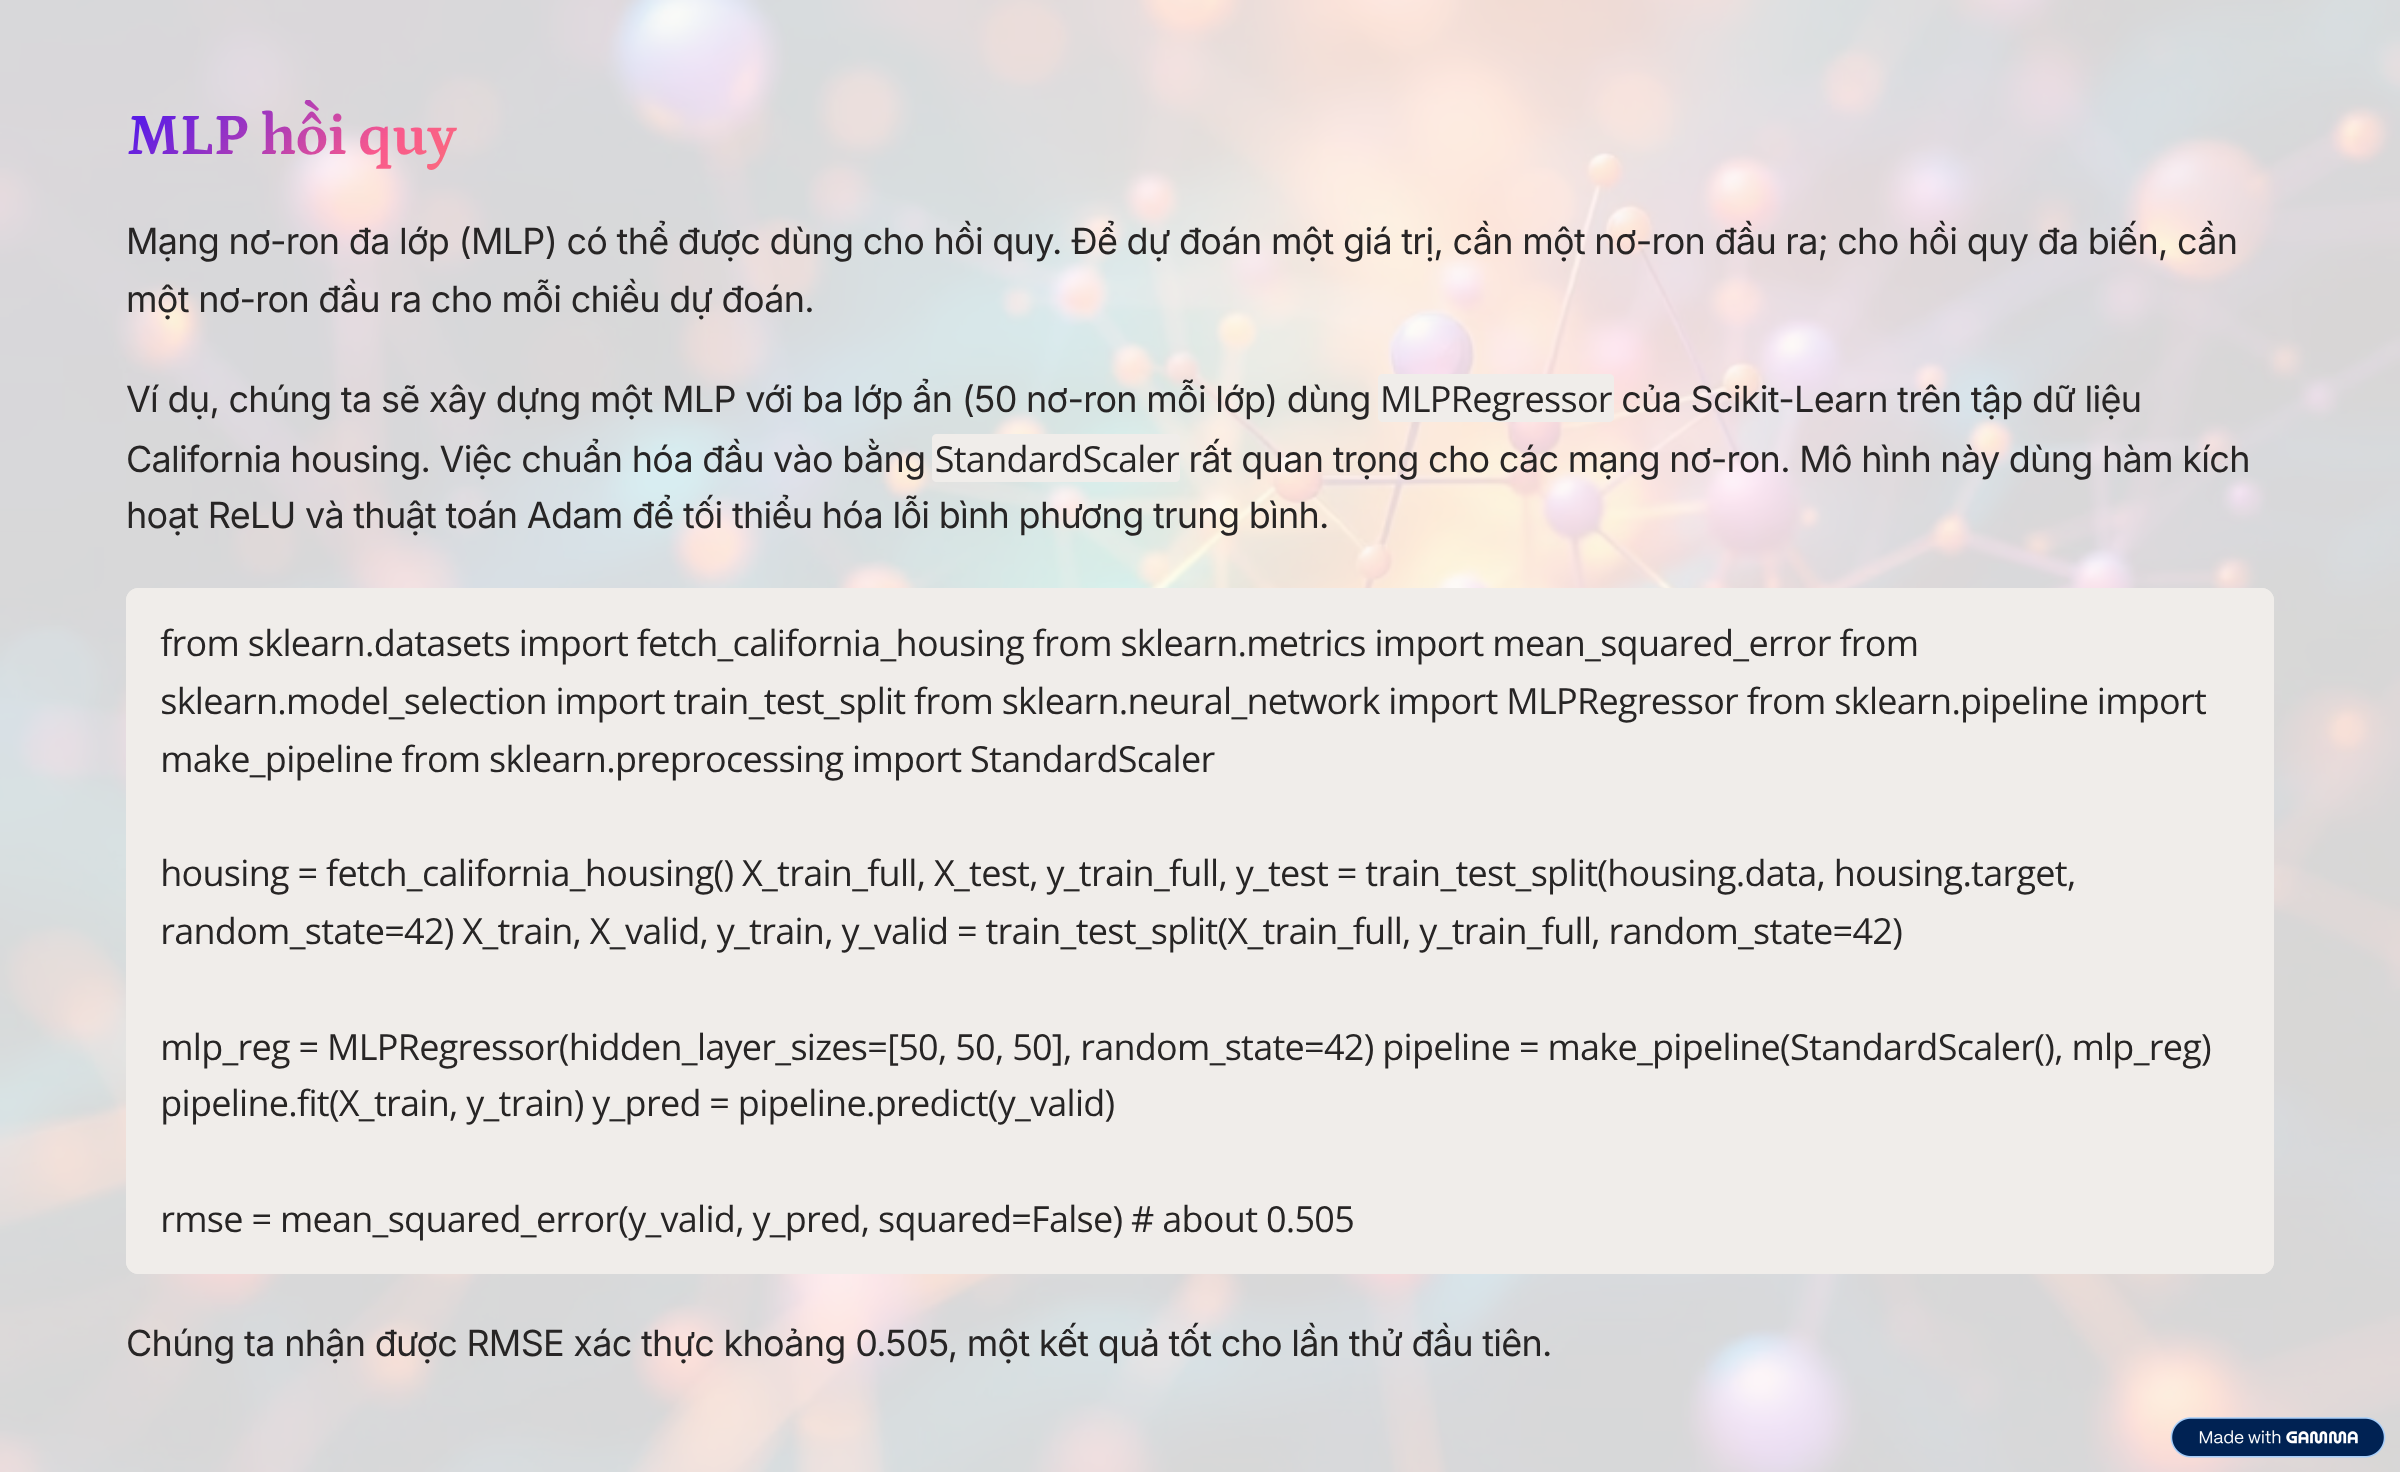 MLP hồi quy
Mạng nơ-ron đa lớp (MLP) có thể được dùng cho hồi quy. Để dự đoán một giá trị, cần một nơ-ron đầu ra; cho hồi quy đa biến, cần
một nơ-ron đầu ra cho mỗi chiều dự đoán.
Ví dụ, chúng ta sẽ xây dựng một MLP với ba lớp ẩn (50 nơ-ron mỗi lớp) dùng MLPRegressor của Scikit-Learn trên tập dữ liệu
California housing. Việc chuẩn hóa đầu vào bằng StandardScaler rất quan trọng cho các mạng nơ-ron. Mô hình này dùng hàm kích
hoạt ReLU và thuật toán Adam để tối thiểu hóa lỗi bình phương trung bình.
from sklearn.datasets import fetch_california_housing from sklearn.metrics import mean_squared_error from
sklearn.model_selection import train_test_split from sklearn.neural_network import MLPRegressor from sklearn.pipeline import
make_pipeline from sklearn.preprocessing import StandardScaler
housing = fetch_california_housing() X_train_full, X_test, y_train_full, y_test = train_test_split(housing.data, housing.target,
random_state=42) X_train, X_valid, y_train, y_valid = train_test_split(X_train_full, y_train_full, random_state=42)
mlp_reg = MLPRegressor(hidden_layer_sizes=[50, 50, 50], random_state=42) pipeline = make_pipeline(StandardScaler(), mlp_reg)
pipeline.fit(X_train, y_train) y_pred = pipeline.predict(y_valid)
rmse = mean_squared_error(y_valid, y_pred, squared=False) # about 0.505
Chúng ta nhận được RMSE xác thực khoảng 0.505, một kết quả tốt cho lần thử đầu tiên.
Made with GAMMA